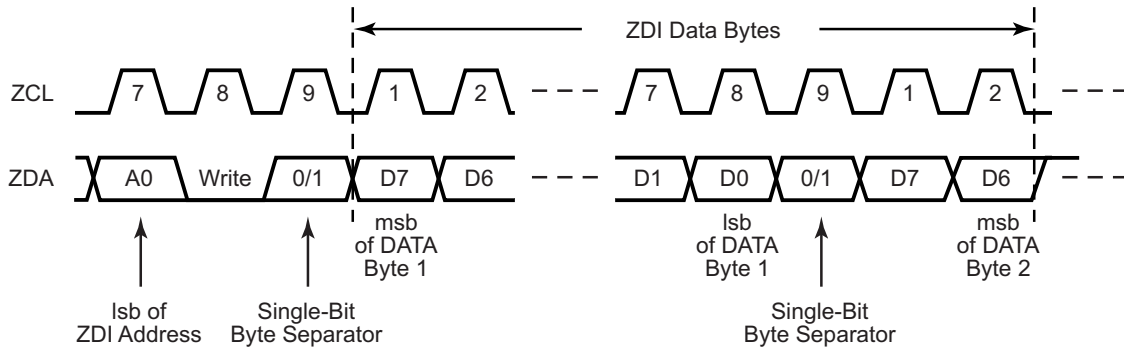 ZDI Data Bytes
ZCL 7 8 9 1 2 7 8 9 1 2
ZDA A0 Write 0/1 D7 D6 D1 D0 0/1 D7 D6
msb
of DATA
Byte 1
lsb
of DATA
Byte 1
msb
of DATA
Byte 2
lsb of
ZDI Address
Single-Bit
Byte Separator
Single-Bit
Byte Separator